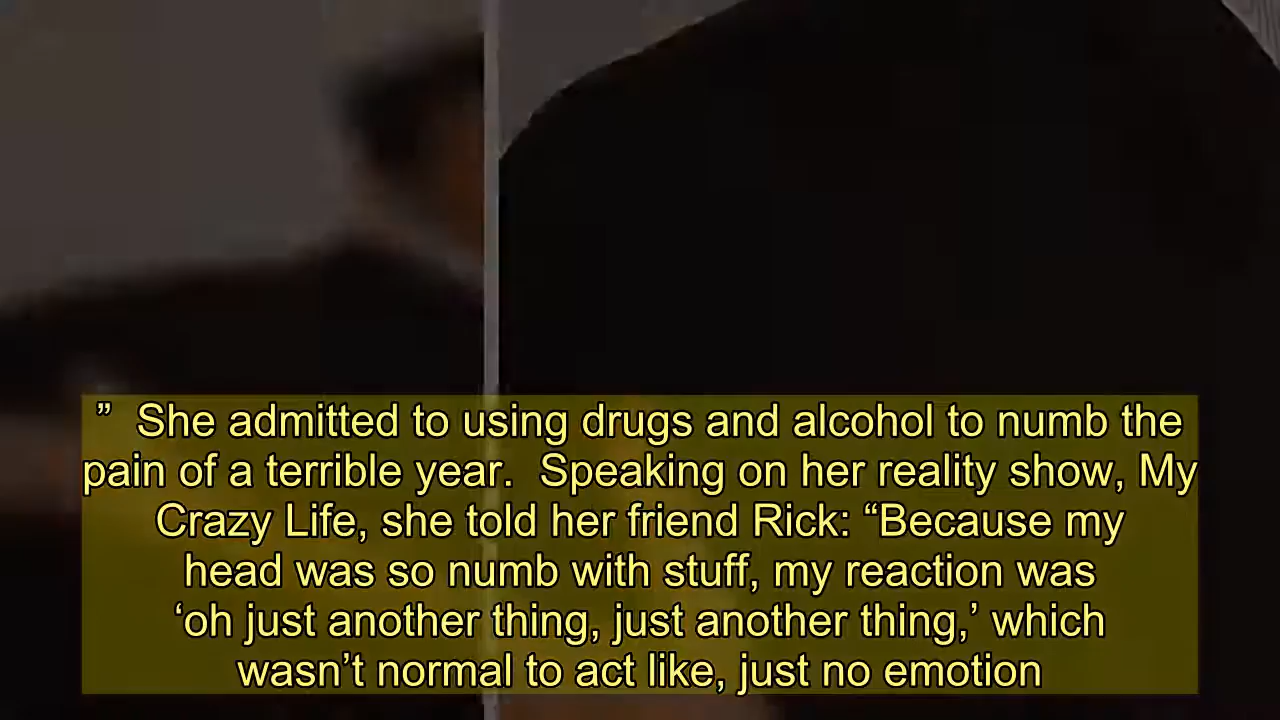 ”  She admitted to using drugs and alcohol to numb the
pain of a terrible year.  Speaking on her reality show, My
Crazy Life, she told her friend Rick: “Because my
head was so numb with stuff, my reaction was
‘oh just another thing, just another thing,’ which
wasn’t normal to act like, just no emotion